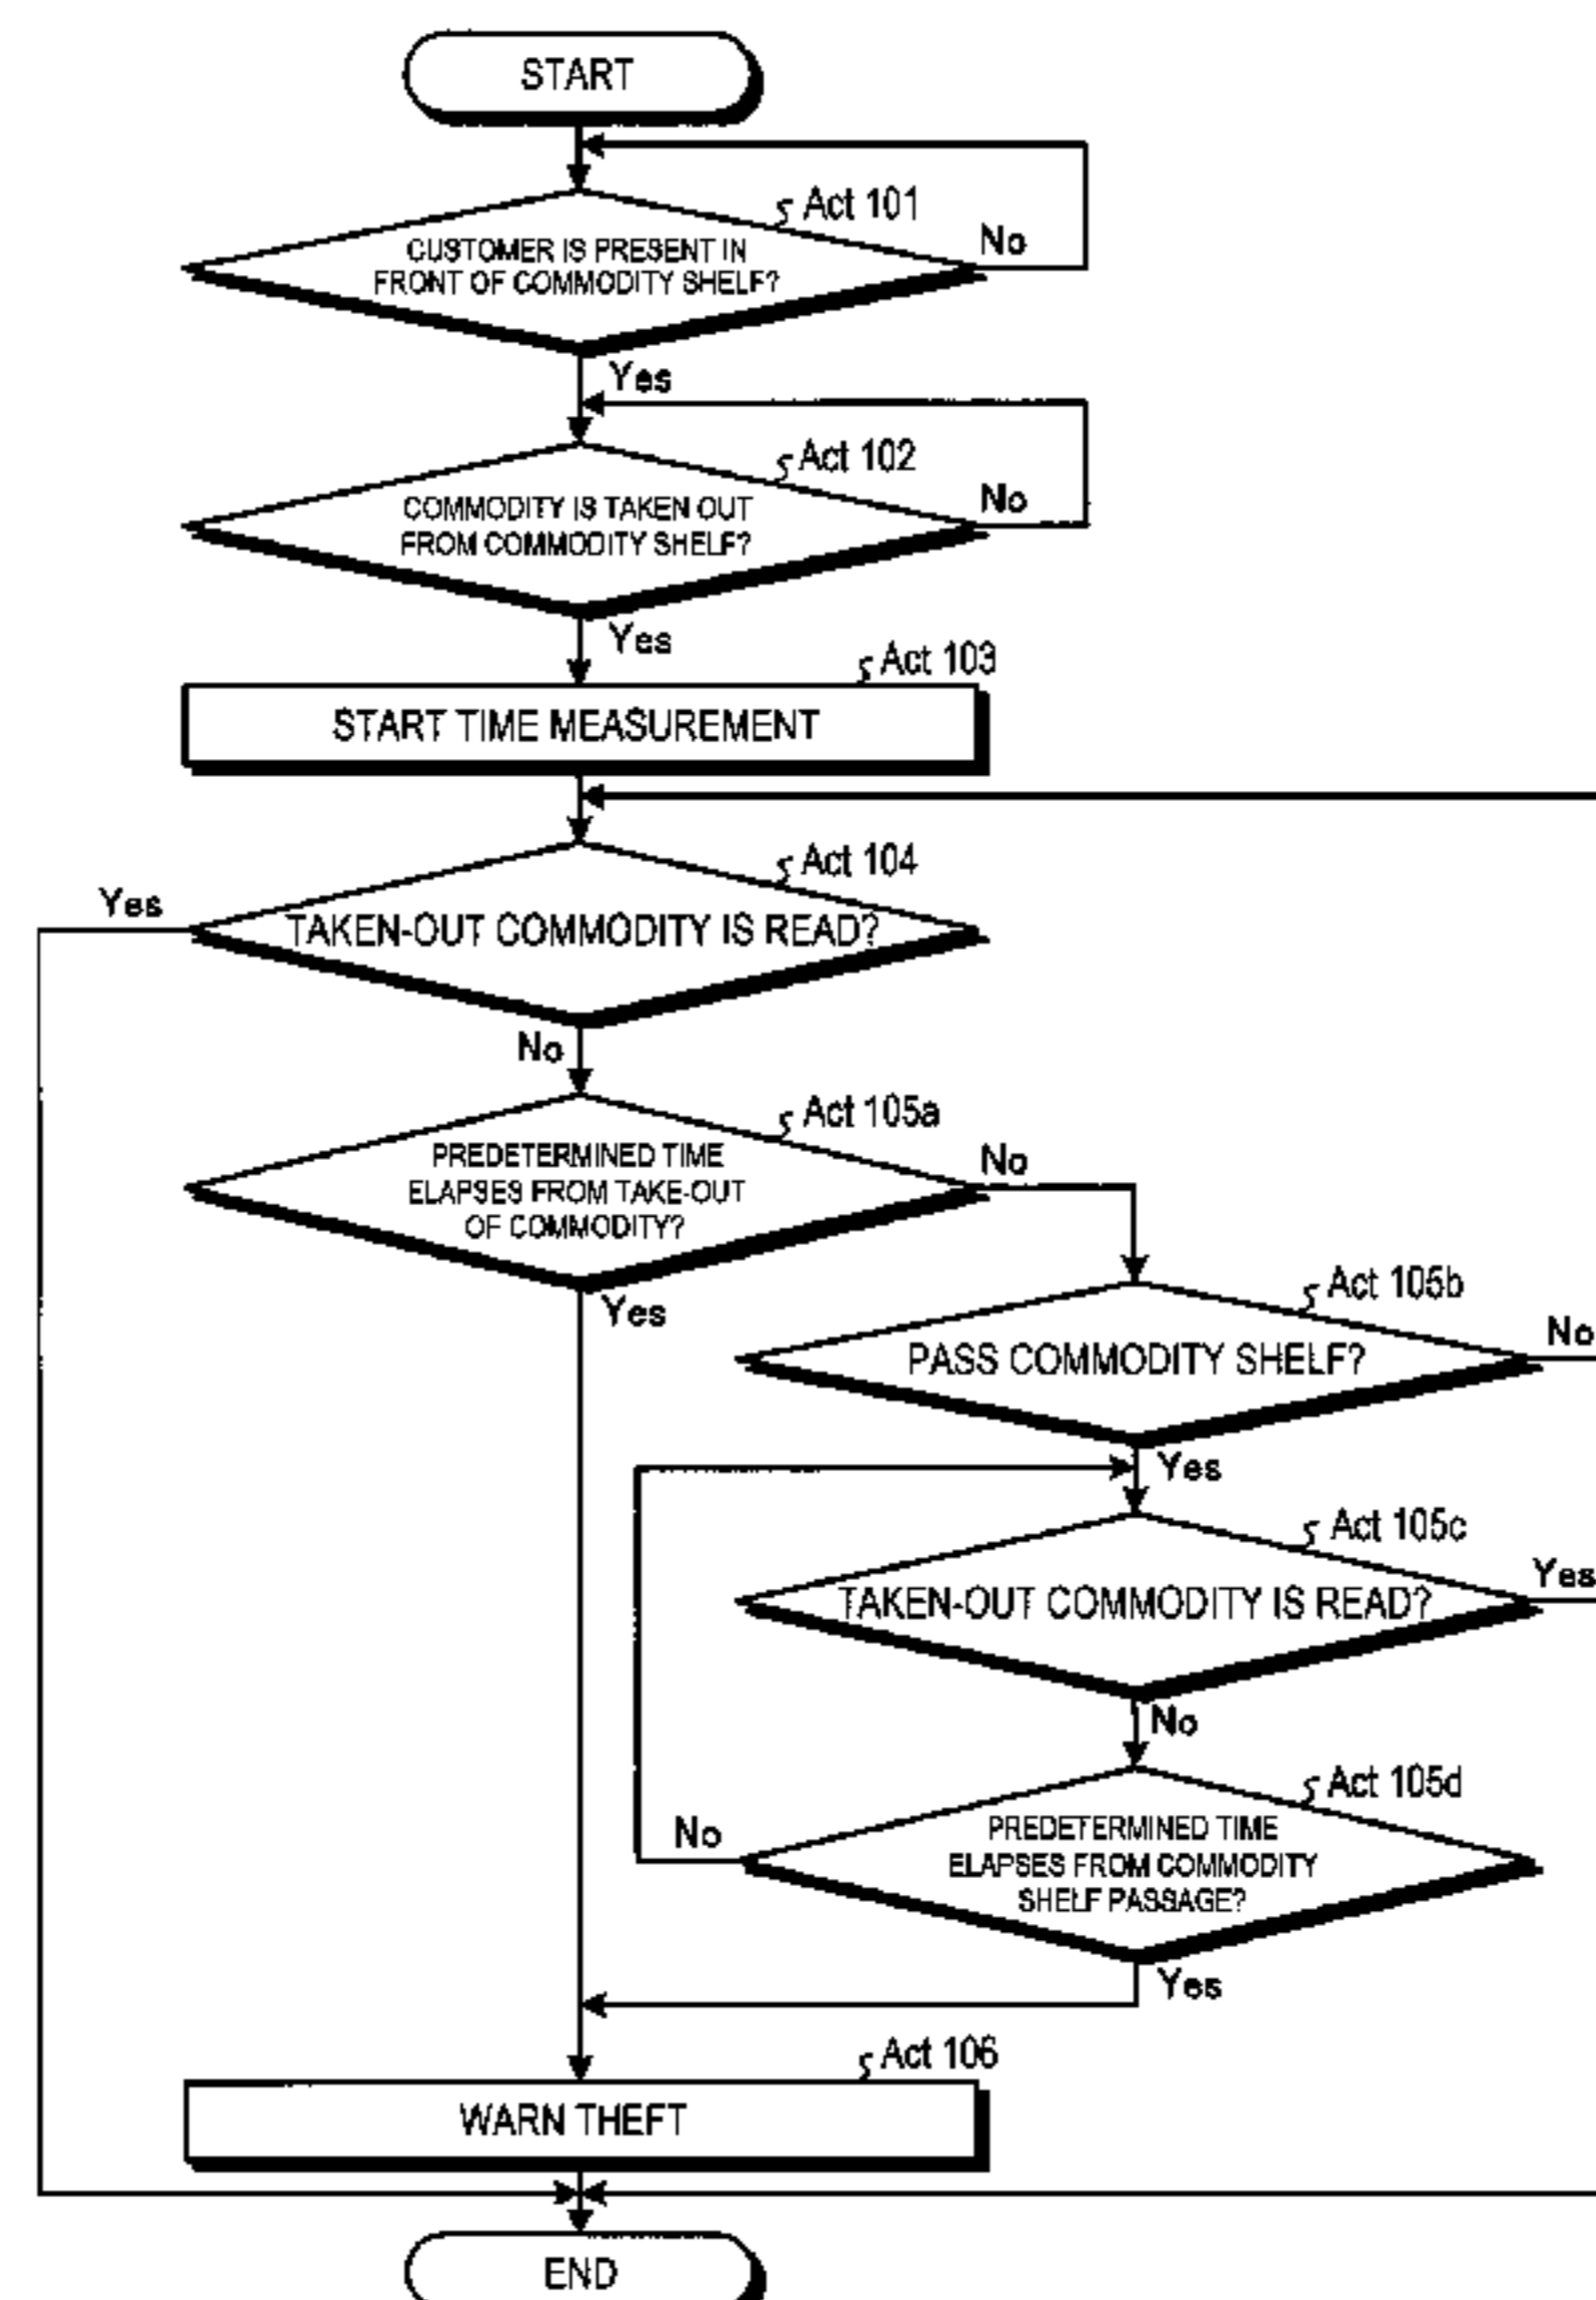 START
Act 101
CUSTOMER IS PRESENT IN
FRONT OF COMMODITY SHELF?
No
Yes
Act 102
COMMODITY IS TAKEN OUT
FROM COMMODITY SHELF?
No
Yes
Act 103
START TIME MEASUREMENT
Act 104
Yes
TAKEN-OUT COMMODITY IS READ?
No
Act 105a
PREDETERMINED TIME
ELAPSES FROM TAKE-OUT
OF COMMODITY?
No
Yes
Act 105b
PASS COMMODITY SHELF?
No
Yes
Act 105c
TAKEN-OUT COMMODITY IS READ?
Yes
No
Act 105d
PREDETERMINED TIME
ELAPSES FROM COMMODITY
SHELF PASSAGE?
No
Yes
Act 106
WARN THEFT
END